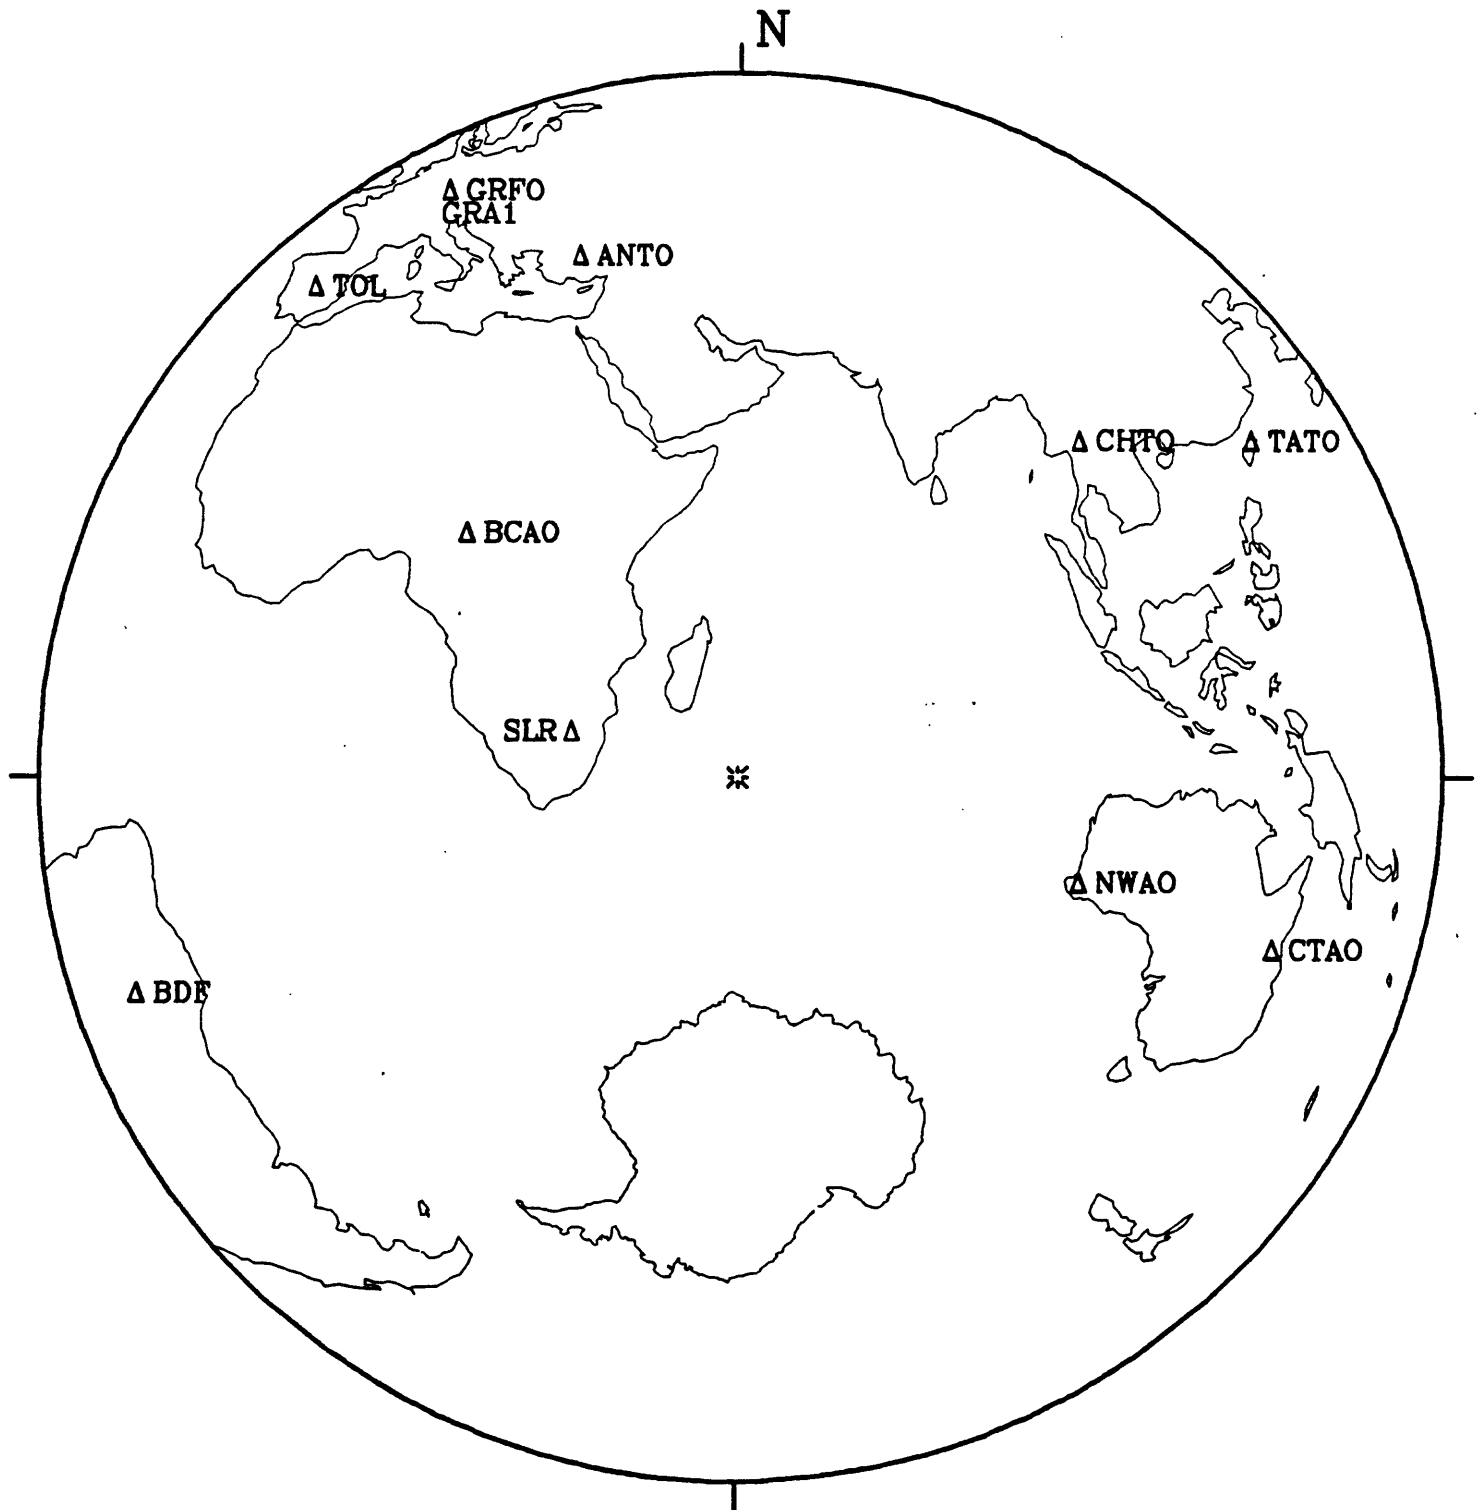 N
Δ GRFO
GRA1
Δ ANTO
Δ TOL
Δ CHTO
Δ TATO
Δ BCAO
SLR Δ
Δ NWAO
Δ CTAO
Δ BDF